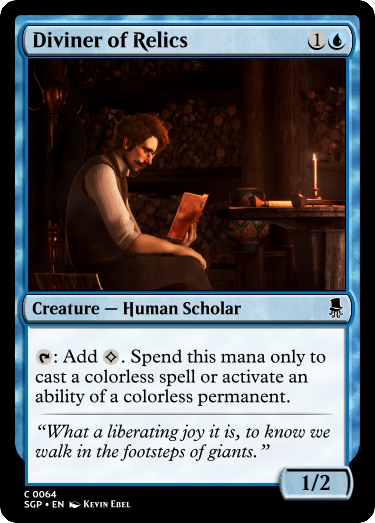 Diviner of Relics 1
Creature — Human Scholar
: Add . Spend this mana only to
cast a colorless spell or activate an
ability of a colorless permanent.
“What a liberating joy it is, to know we
walk in the footsteps of giants.”
1/2
C 0064
SGP • EN Kevin Ebel